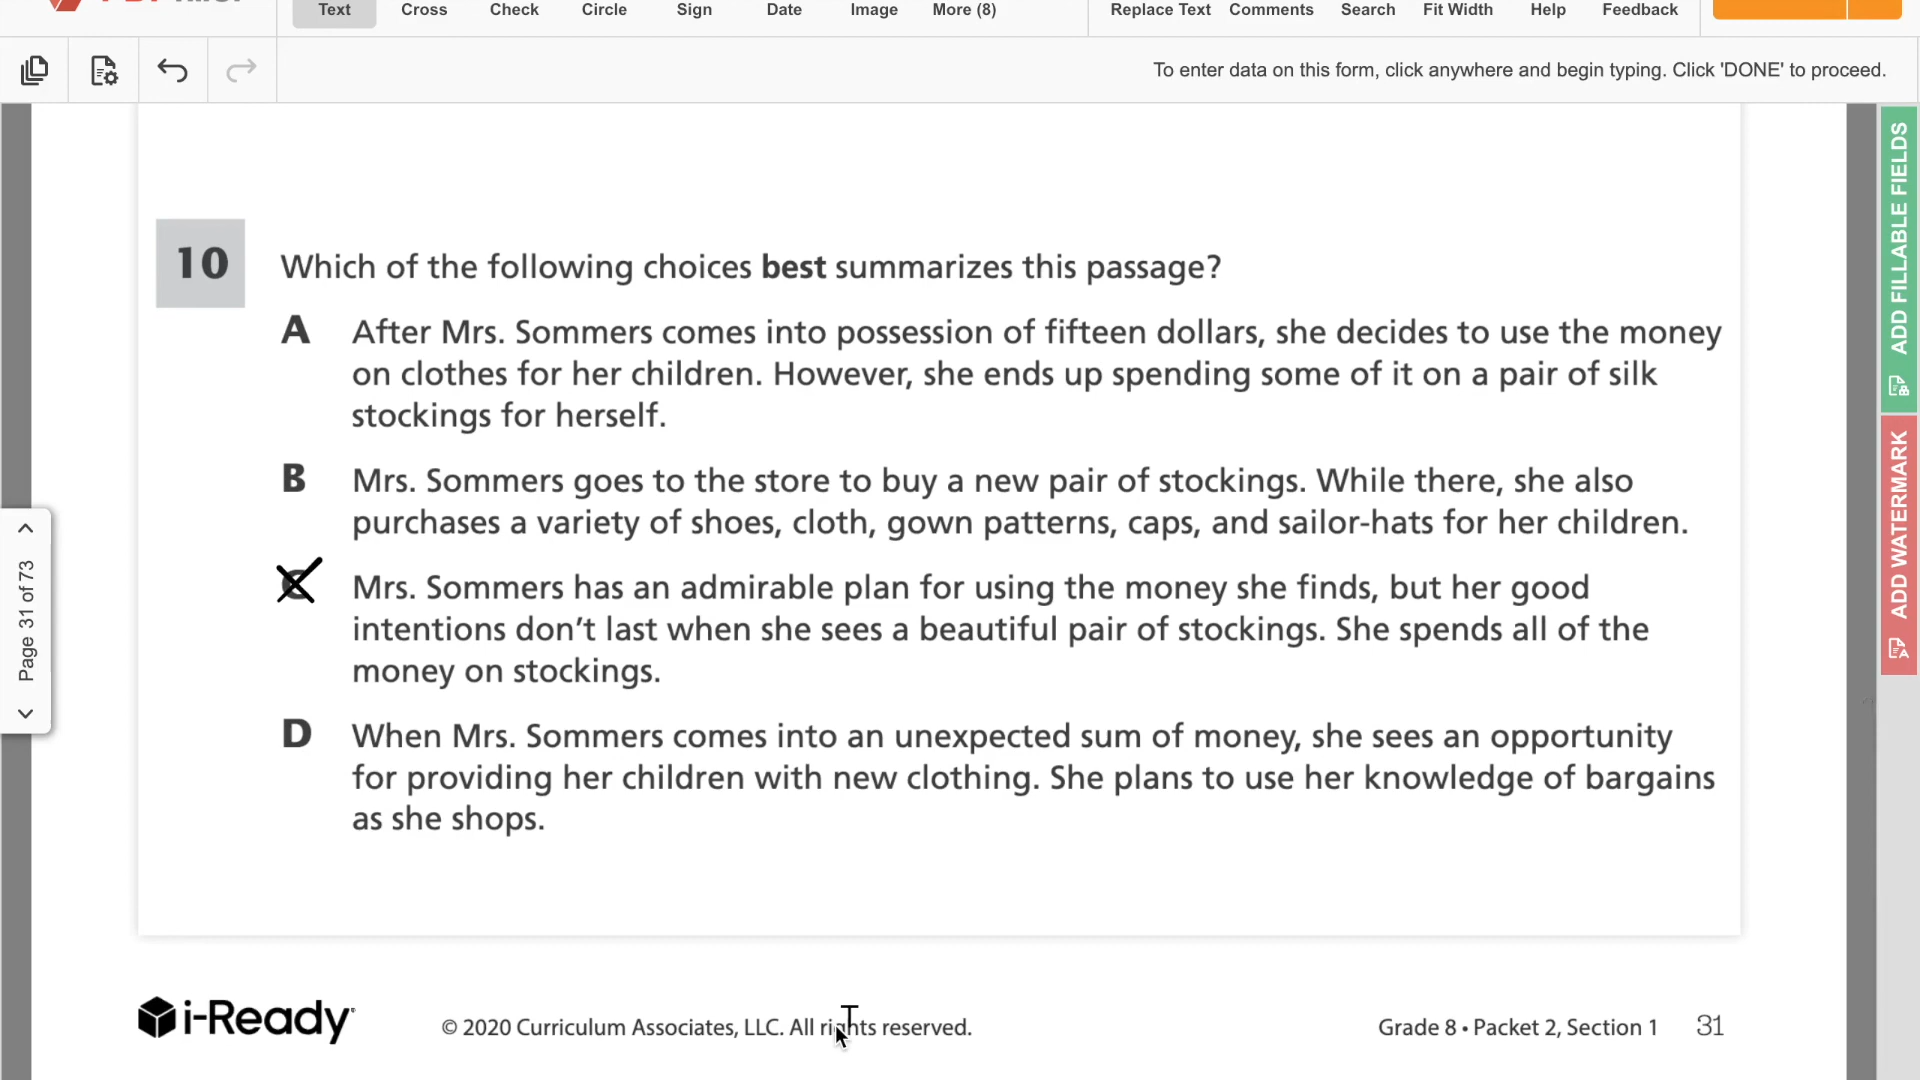 Text Cross Check Circle Sign Date Image More (8) Replace Text Comments Search Fit Width Help Feedback
To enter data on this form, click anywhere and begin typing. Click 'DONE' to proceed.
10 Which of the following choices best summarizes this passage?
A After Mrs. Sommers comes into possession of fifteen dollars, she decides to use the money
on clothes for her children. However, she ends up spending some of it on a pair of silk
stockings for herself.
B Mrs. Sommers goes to the store to buy a new pair of stockings. While there, she also
purchases a variety of shoes, cloth, gown patterns, caps, and sailor-hats for her children.
C Mrs. Sommers has an admirable plan for using the money she finds, but her good
intentions don’t last when she sees a beautiful pair of stockings. She spends all of the
money on stockings.
D When Mrs. Sommers comes into an unexpected sum of money, she sees an opportunity
for providing her children with new clothing. She plans to use her knowledge of bargains
as she shops.
i-Ready © 2020 Curriculum Associates, LLC. All rights reserved. Grade 8 • Packet 2, Section 1 31
Page 31 of 73
ADD FILLABLE FIELDS
ADD WATERMARK